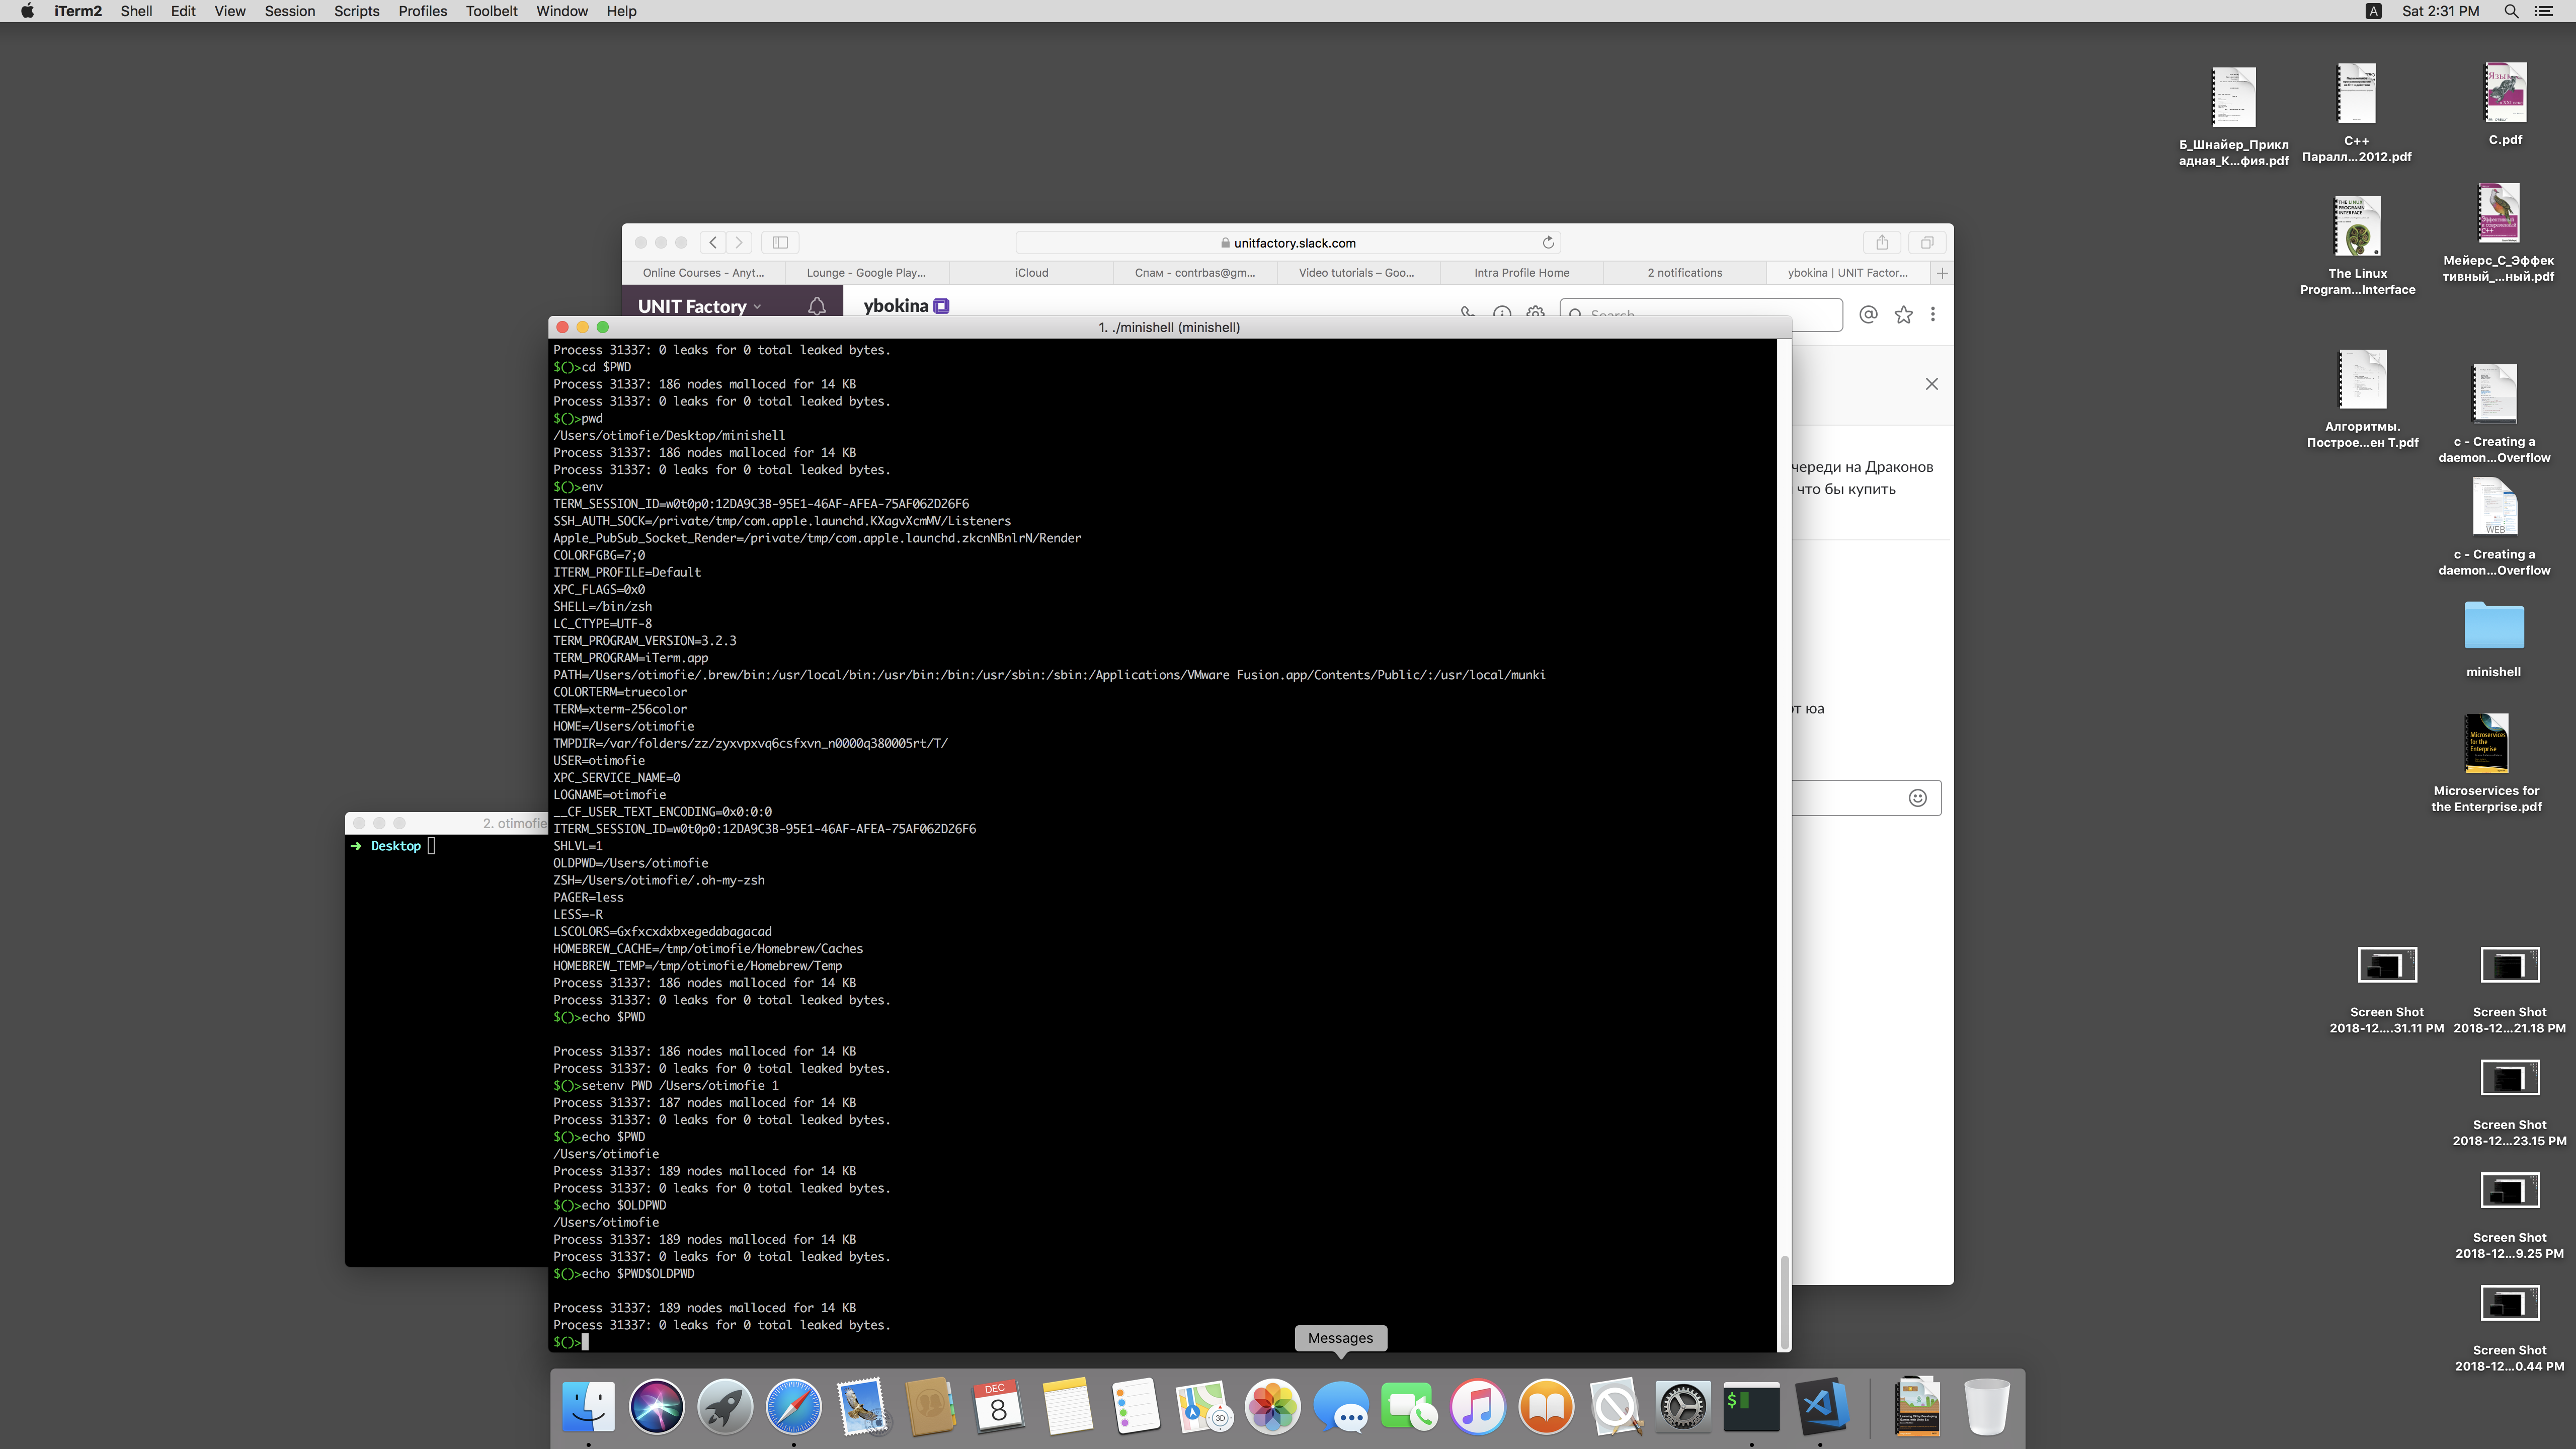 iTerm2 Shell Edit View Session Scripts Profiles Toolbelt Window Help
A Sat 2:31 PM
Б_Шнайер_Прикл
адная_К...фия.pdf
C++
Паралл...2012.pdf
C.pdf
THE LINUX
PROGRAMMING
INTERFACE
The Linux
Program...Interface
Мейерс_С_Эффек
тивный_...ный.pdf
Алгоритмы.
Построе...ен Т.pdf
c - Creating a
daemon...Overflow
WEB
c - Creating a
daemon...Overflow
minishell
Microservices
for the
Enterprise
Microservices for
the Enterprise.pdf
Screen Shot
2018-12....31.11 PM
Screen Shot
2018-12...21.18 PM
Screen Shot
2018-12...23.15 PM
Screen Shot
2018-12...9.25 PM
Screen Shot
2018-12...0.44 PM
unitfactory.slack.com
Online Courses - Anyt...
Lounge - Google Play...
iCloud
Спам - contrbas@gm...
Video tutorials – Goo...
Intra Profile Home
2 notifications
ybokina | UNIT Factor...
UNIT Factory
ybokina
Search
череди на Драконов
что бы купить
от юа
2. otimofie
➜ Desktop
1. ./minishell (minishell)
Process 31337: 0 leaks for 0 total leaked bytes.
$()>cd $PWD
Process 31337: 186 nodes malloced for 14 KB
Process 31337: 0 leaks for 0 total leaked bytes.
$()>pwd
/Users/otimofie/Desktop/minishell
Process 31337: 186 nodes malloced for 14 KB
Process 31337: 0 leaks for 0 total leaked bytes.
$()>env
TERM_SESSION_ID=w0t0p0:12DA9C3B-95E1-46AF-AFEA-75AF062D26F6
SSH_AUTH_SOCK=/private/tmp/com.apple.launchd.KXagvXcmMV/Listeners
Apple_PubSub_Socket_Render=/private/tmp/com.apple.launchd.zkcnNBnlrN/Render
COLORFGBG=7;0
ITERM_PROFILE=Default
XPC_FLAGS=0x0
SHELL=/bin/zsh
LC_CTYPE=UTF-8
TERM_PROGRAM_VERSION=3.2.3
TERM_PROGRAM=iTerm.app
PATH=/Users/otimofie/.brew/bin:/usr/local/bin:/usr/bin:/bin:/usr/sbin:/sbin:/Applications/VMware Fusion.app/Contents/Public/:/usr/local/munki
COLORTERM=truecolor
TERM=xterm-256color
HOME=/Users/otimofie
TMPDIR=/var/folders/zz/zyxvpxvq6csfxvn_n0000q380005rt/T/
USER=otimofie
XPC_SERVICE_NAME=0
LOGNAME=otimofie
__CF_USER_TEXT_ENCODING=0x0:0:0
ITERM_SESSION_ID=w0t0p0:12DA9C3B-95E1-46AF-AFEA-75AF062D26F6
SHLVL=1
OLDPWD=/Users/otimofie
ZSH=/Users/otimofie/.oh-my-zsh
PAGER=less
LESS=-R
LSCOLORS=Gxfxcxdxbxegedabagacad
HOMEBREW_CACHE=/tmp/otimofie/Homebrew/Caches
HOMEBREW_TEMP=/tmp/otimofie/Homebrew/Temp
Process 31337: 186 nodes malloced for 14 KB
Process 31337: 0 leaks for 0 total leaked bytes.
$()>echo $PWD
Process 31337: 186 nodes malloced for 14 KB
Process 31337: 0 leaks for 0 total leaked bytes.
$()>setenv PWD /Users/otimofie 1
Process 31337: 187 nodes malloced for 14 KB
Process 31337: 0 leaks for 0 total leaked bytes.
$()>echo $PWD
/Users/otimofie
Process 31337: 189 nodes malloced for 14 KB
Process 31337: 0 leaks for 0 total leaked bytes.
$()>echo $OLDPWD
/Users/otimofie
Process 31337: 189 nodes malloced for 14 KB
Process 31337: 0 leaks for 0 total leaked bytes.
$()>echo $PWD$OLDPWD
Process 31337: 189 nodes malloced for 14 KB
Process 31337: 0 leaks for 0 total leaked bytes.
$()>
Messages
DEC
8
3D
$